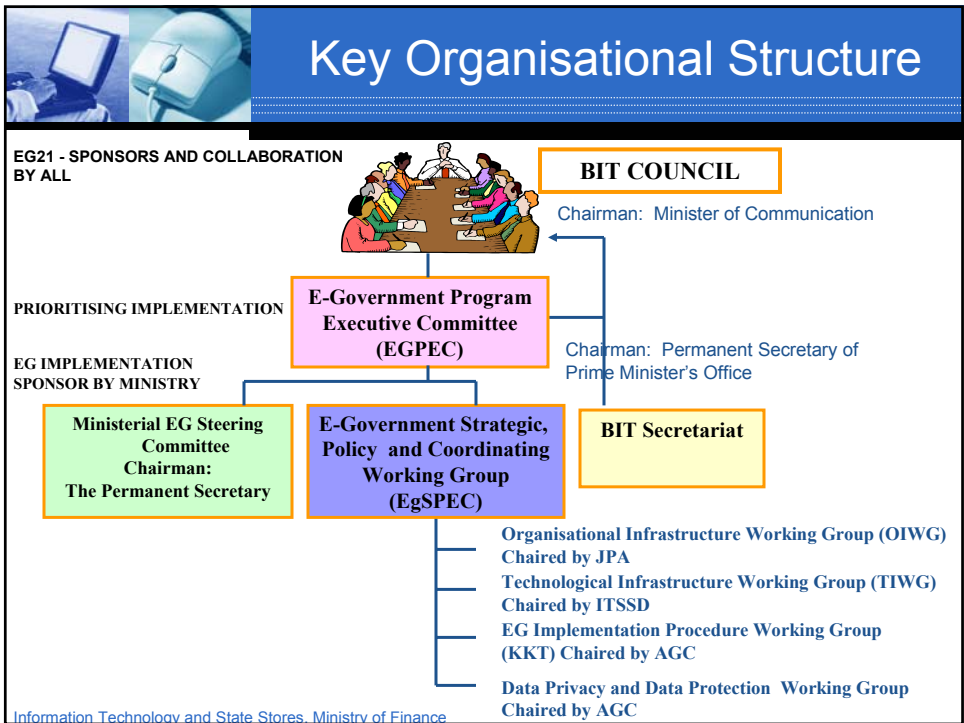 Key Organisational Structure
EG21 - SPONSORS AND COLLABORATION
BY ALL
BIT COUNCIL
Chairman: Minister of Communication
PRIORITISING IMPLEMENTATION
E-Government Program
Executive Committee
(EGPEC)
Chairman: Permanent Secretary of
Prime Minister's Office
EG IMPLEMENTATION
SPONSOR BY MINISTRY
Ministerial EG Steering
Committee
Chairman:
The Permanent Secretary
E-Government Strategic,
Policy and Coordinating
Working Group
(EgSPEC)
BIT Secretariat
Organisational Infrastructure Working Group (OIWG)
Chaired by JPA
Technological Infrastructure Working Group (TIWG)
Chaired by ITSSD
EG Implementation Procedure Working Group
(KKT) Chaired by AGC
Data Privacy and Data Protection Working Group
Chaired by AGC
Information Technology and State Stores, Ministry of Finance